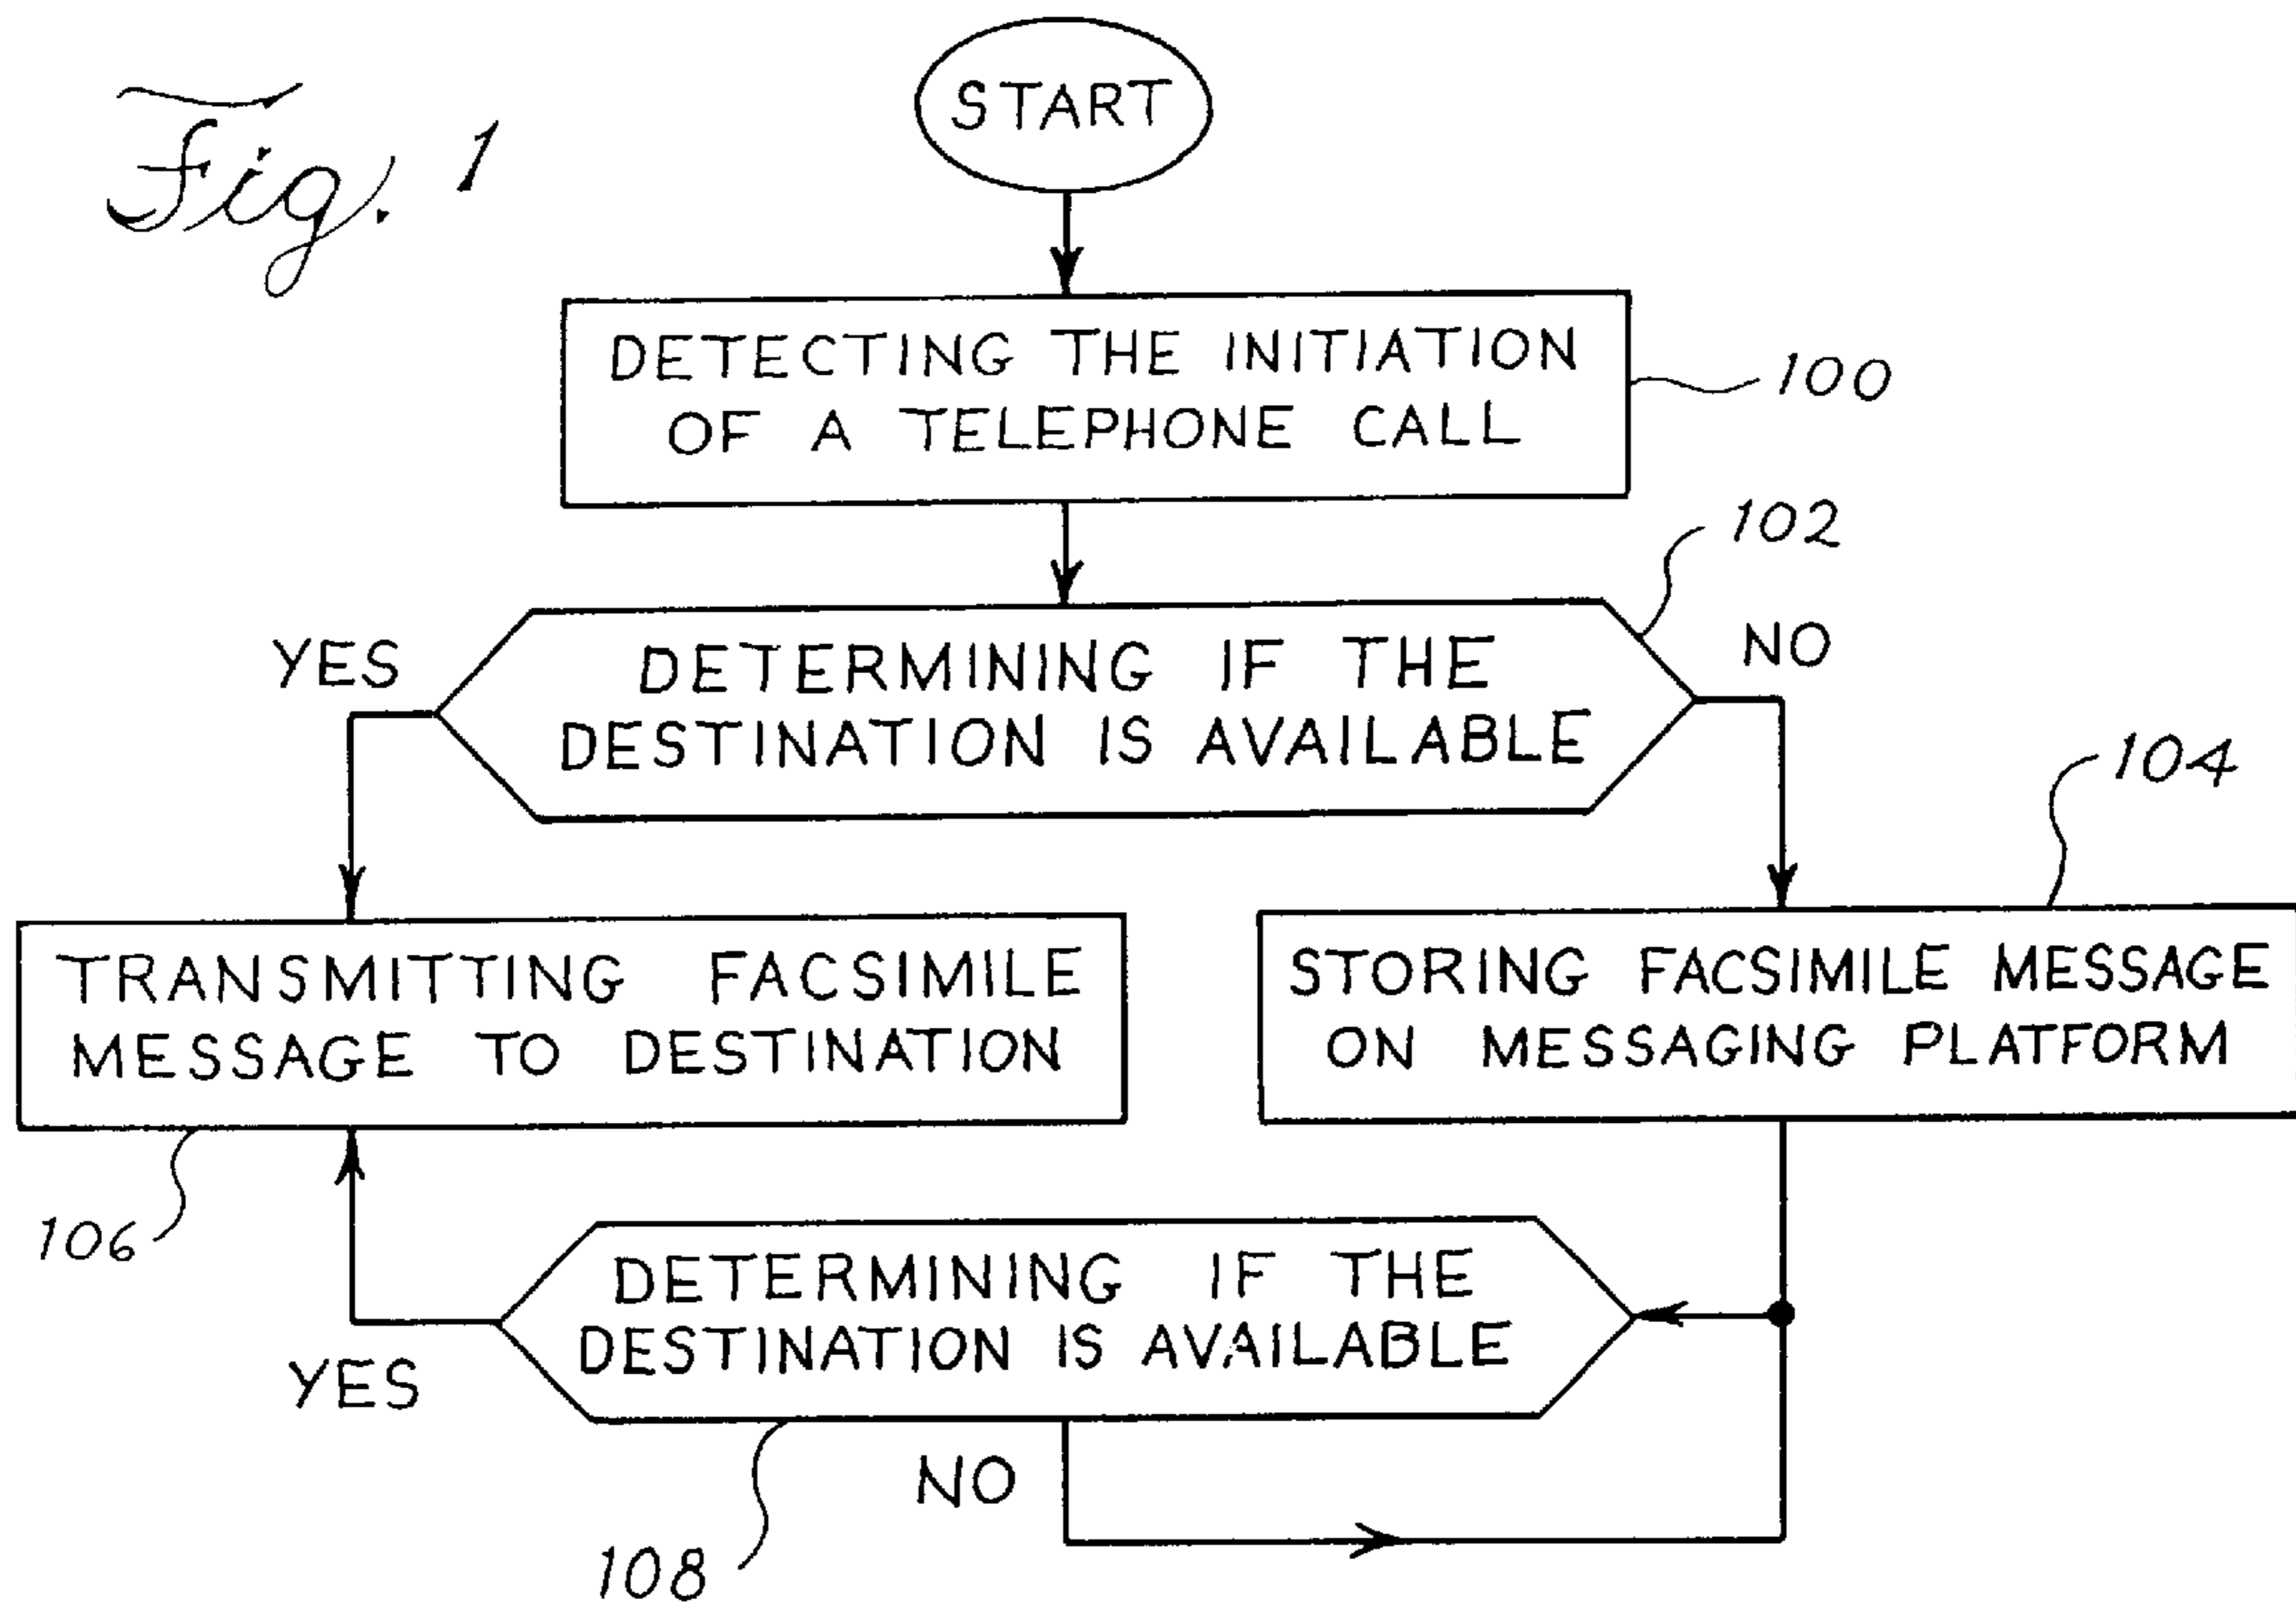 Fig. 1
START
DETECTING THE INITIATION
OF A TELEPHONE CALL
100
102
YES
NO
DETERMINING IF THE
DESTINATION IS AVAILABLE
104
TRANSMITTING FACSIMILE
MESSAGE TO DESTINATION
STORING FACSIMILE MESSAGE
ON MESSAGING PLATFORM
106
DETERMINING IF THE
DESTINATION IS AVAILABLE
YES
NO
108